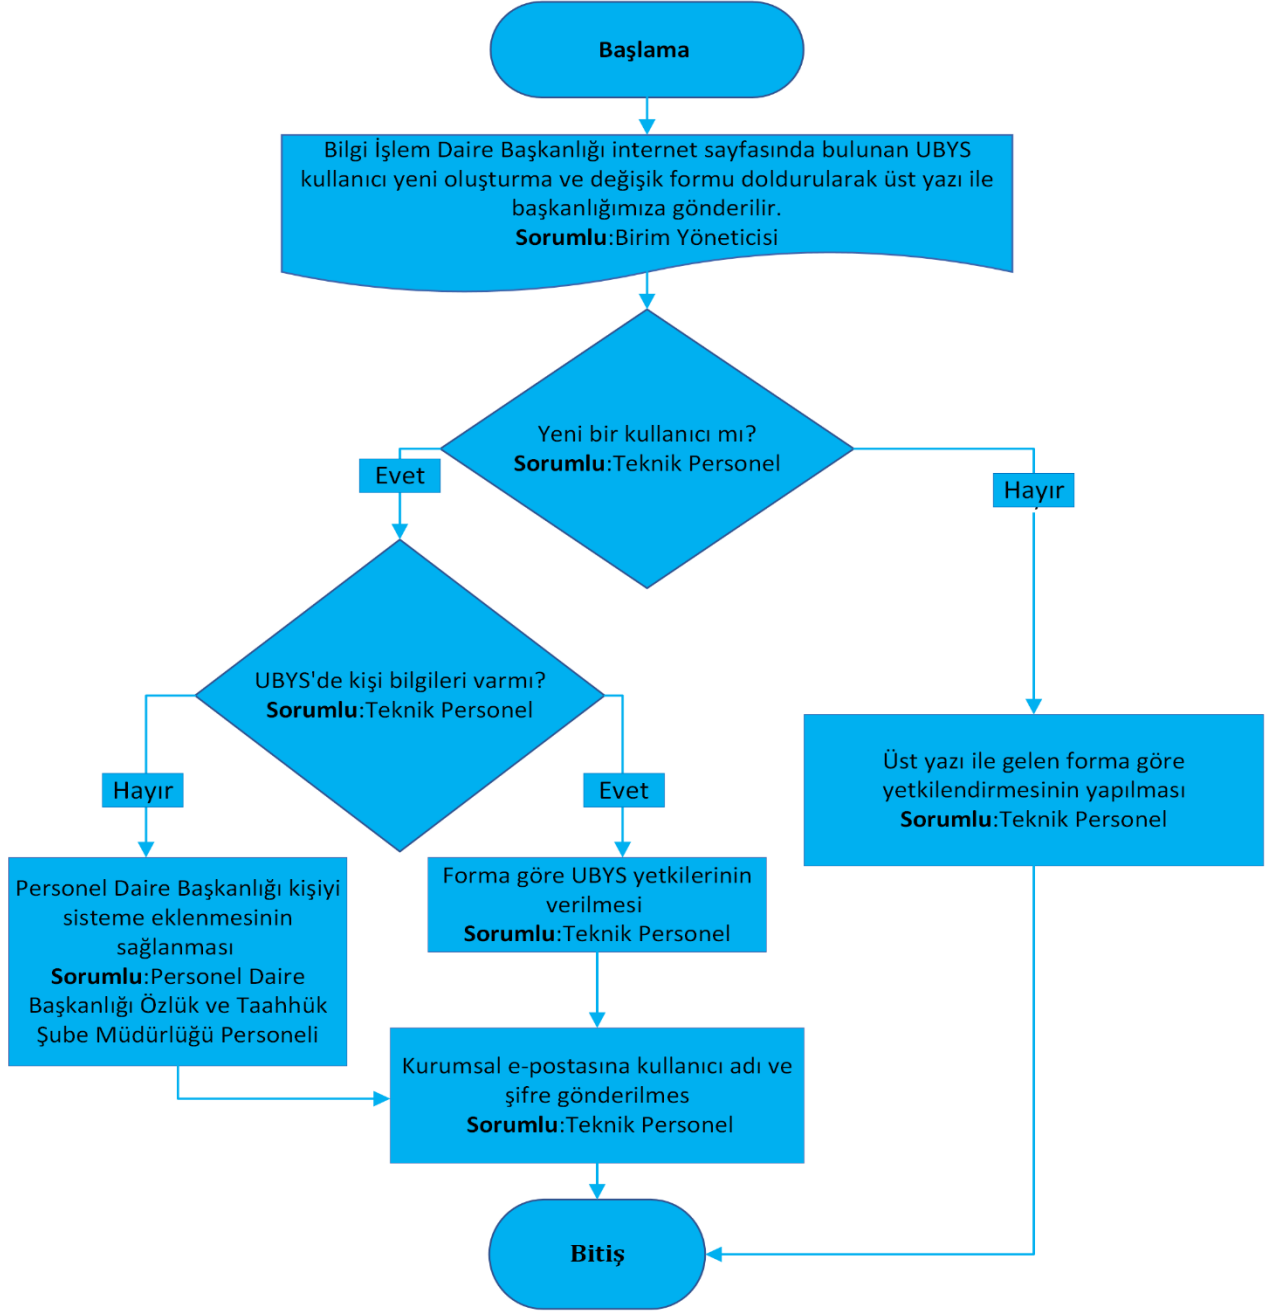 Başlama
Bilgi İşlem Daire Başkanlığı internet sayfasında bulunan UBYS
kullanıcı yeni oluşturma ve değişik formu doldurularak üst yazı ile
başkanlığımıza gönderilir.
Sorumlu:Birim Yöneticisi
Yeni bir kullanıcı mı?
Sorumlu:Teknik Personel
Evet
Hayır
UBYS'de kişi bilgileri varmı?
Sorumlu:Teknik Personel
Hayır
Evet
Üst yazı ile gelen forma göre
yetkilendirmesinin yapılması
Sorumlu:Teknik Personel
Personel Daire Başkanlığı kişiyi
sisteme eklenmesinin
sağlanması
Sorumlu:Personel Daire
Başkanlığı Özlük ve Taahhük
Şube Müdürlüğü Personeli
Forma göre UBYS yetkilerinin
verilmesi
Sorumlu:Teknik Personel
Kurumsal e-postasına kullanıcı adı ve
şifre gönderilmes
Sorumlu:Teknik Personel
Bitiş